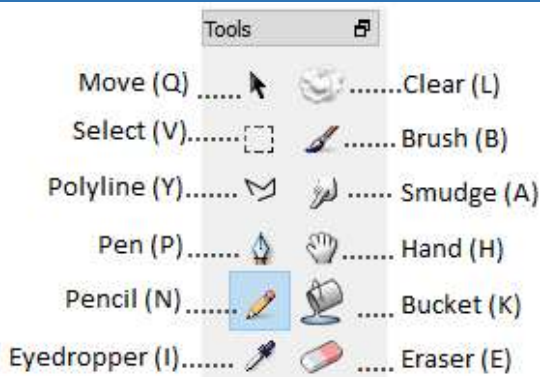 Tools
Move (Q) ...... ......Clear (L)
Select (V)...... ...... Brush (B)
Polyline (Y)...... ...... Smudge (A)
Pen (P)...... ...... Hand (H)
Pencil (N)...... .... Bucket (K)
Eyedropper (I)...... .... Eraser (E)